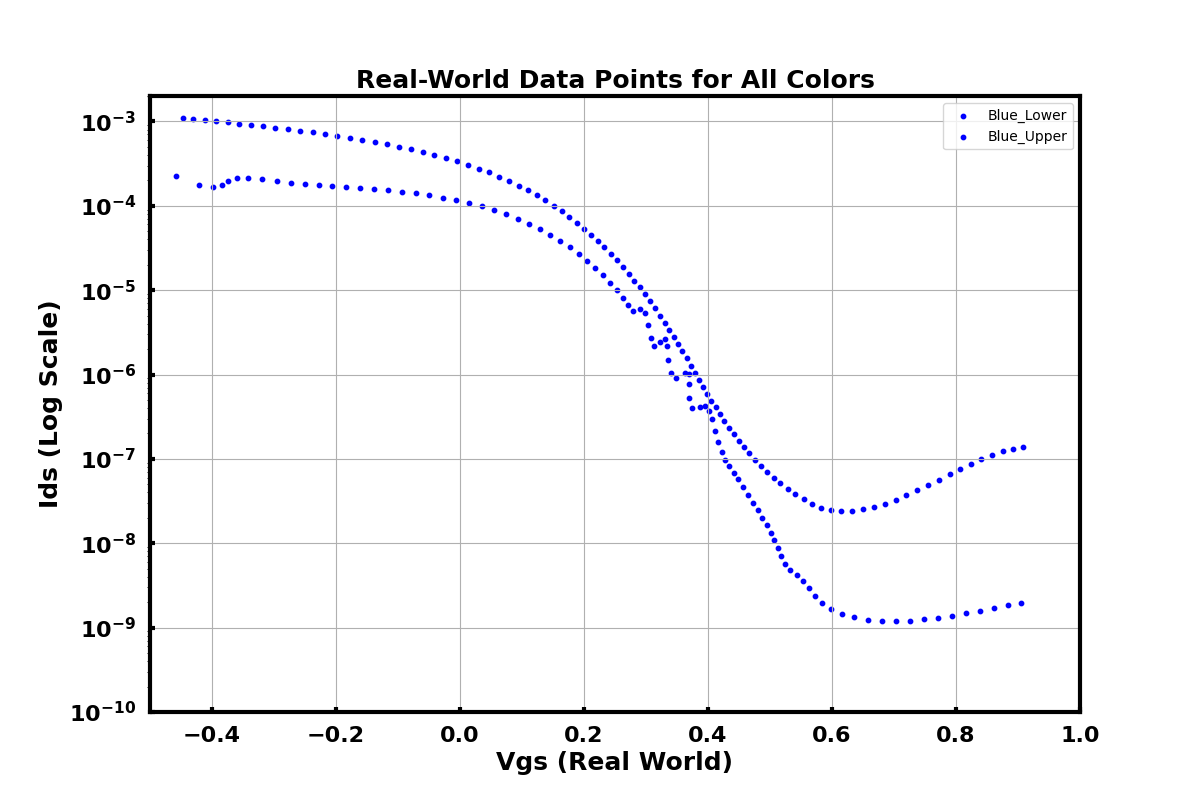 Real-World Data Points for All Colors
Blue_Lower
Blue_Upper
Ids (Log Scale)
10⁻³
10⁻⁴
10⁻⁵
10⁻⁶
10⁻⁷
10⁻⁸
10⁻⁹
10⁻¹⁰
−0.4 −0.2 0.0 0.2 0.4 0.6 0.8 1.0
Vgs (Real World)